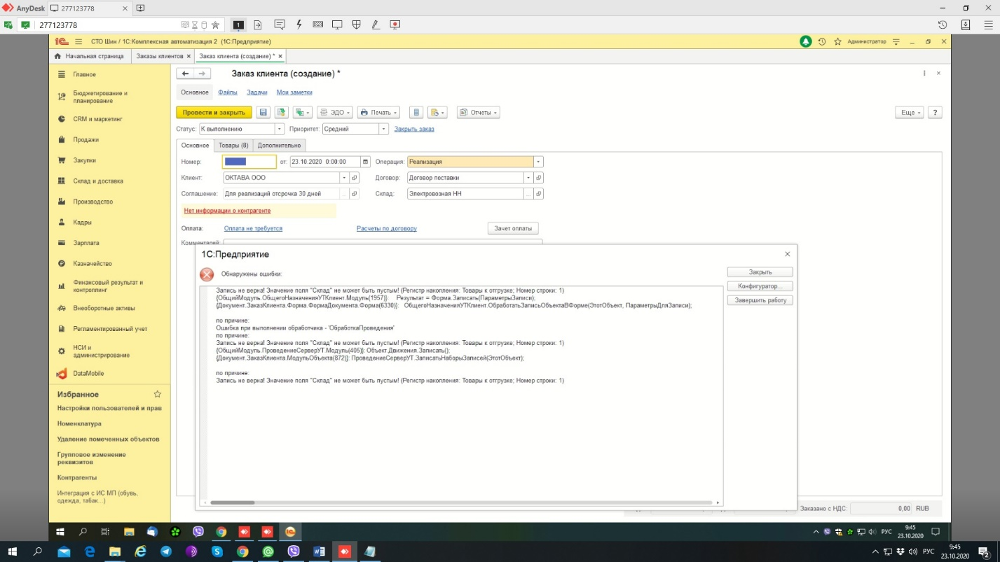 AnyDesk 277123778
277123778 1
СТО Шин / 1С:Комплексная автоматизация 2 (1С:Предприятие) Администратор
Начальная страница Заказы клиентов × Заказ клиента (создание) * ×
Главное
Бюджетирование и
планирование
CRM и маркетинг
Продажи
Закупки
Склад и доставка
Производство
Кадры
Зарплата
Казначейство
Финансовый результат и
контроллинг
Внеоборотные активы
Регламентированный учет
НСИ и
администрирование
DataMobile
Избранное
Настройки пользователей и прав
Номенклатура
Удаление помеченных объектов
Групповое изменение
реквизитов
Контрагенты
Интеграция с ИС МП (обувь,
одежда, табак...)
Заказ клиента (создание) *
Основное Файлы Задачи Мои заметки
Провести и закрыть ЭДО Печать Отчеты Еще ?
Статус: К выполнению Приоритет: Средний Закрыть заказ
Основное Товары (8) Дополнительно
Номер: от: 23.10.2020 0:00:00 Операция: Реализация
Клиент: ОКТАВА ООО Договор: Договор поставки
Соглашение: Для реализаций отсрочка 30 дней Склад: Электровозная НН
Нет информации о контрагенте
Оплата: Оплата не требуется Расчеты по договору Зачет оплаты
Комментарий:
1С:Предприятие
Обнаружены ошибки: Закрыть
Конфигуратор...
Завершить работу
Запись не верна! Значение поля "Склад" не может быть пустым! (Регистр накопления: Товары к отгрузке; Номер строки: 1)
{ОбщийМодуль.ОбщегоНазначенияУТКлиент.Модуль(1957)}: Результат = Форма.Записать(ПараметрыЗаписи);
{Документ.ЗаказКлиента.Форма.ФормаДокумента.Форма(6330)}: ОбщегоНазначенияУТКлиент.ОбработатьЗаписьОбъектаВФорме(ЭтотОбъект, ПараметрыДляЗаписи);
по причине:
Ошибка при выполнении обработчика - 'ОбработкаПроведения'
по причине:
Запись не верна! Значение поля "Склад" не может быть пустым! (Регистр накопления: Товары к отгрузке; Номер строки: 1)
{ОбщийМодуль.ПроведениеСерверУТ.Модуль(405)}: Объект.Движения.Записать();
{Документ.ЗаказКлиента.МодульОбъекта(872)}: ПроведениеСерверУТ.ЗаписатьНаборыЗаписей(ЭтотОбъект);
по причине:
Запись не верна! Значение поля "Склад" не может быть пустым! (Регистр накопления: Товары к отгрузке; Номер строки: 1)
Заказано с НДС: 0,00 RUB
РУС 9:45
23.10.2020
РУС 9:45
23.10.2020